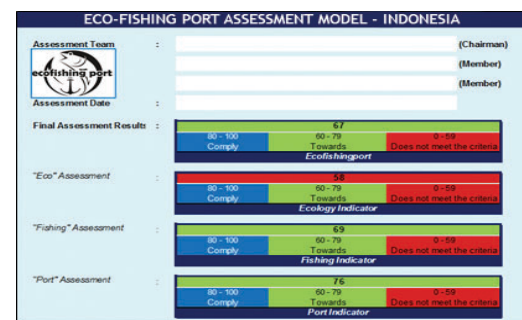 ECO-FISHING PORT ASSESSMENT MODEL - INDONESIA
Assessment Team : (Chairman)
(Member)
ecofishing port
(Member)
Assessment Date :
Final Assessment Results : 67
80 - 100 60 - 79 0 - 59
Comply Towards Does not meet the criteria
Ecofishingport
"Eco" Assessment : 58
80 - 100 60 - 79 0 - 59
Comply Towards Does not meet the criteria
Ecology Indicator
"Fishing" Assessment : 69
80 - 100 60 - 79 0 - 59
Comply Towards Does not meet the criteria
Fishing Indicator
"Port" Assessment : 76
80 - 100 60 - 79 0 - 59
Comply Towards Does not meet the criteria
Port Indicator